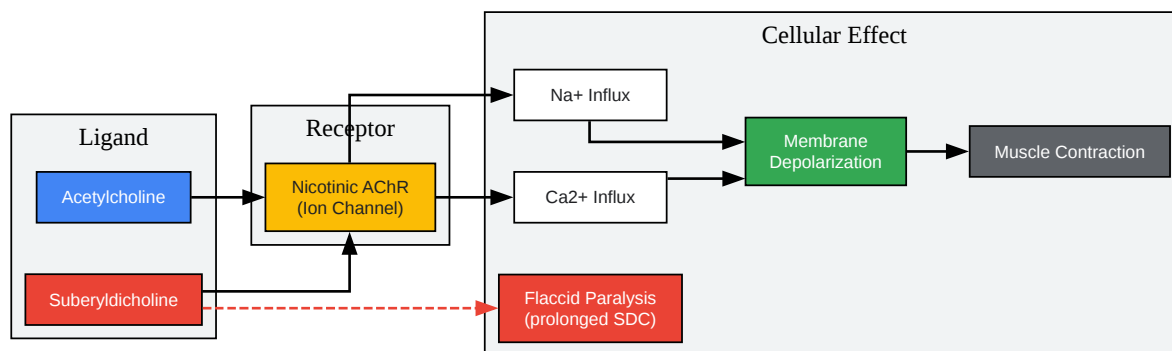 Ligand
Acetylcholine
Suberyldicholine
Receptor
Nicotinic AChR
(Ion Channel)
Cellular Effect
Na+ Influx
Ca2+ Influx
Membrane
Depolarization
Muscle Contraction
Flaccid Paralysis
(prolonged SDC)